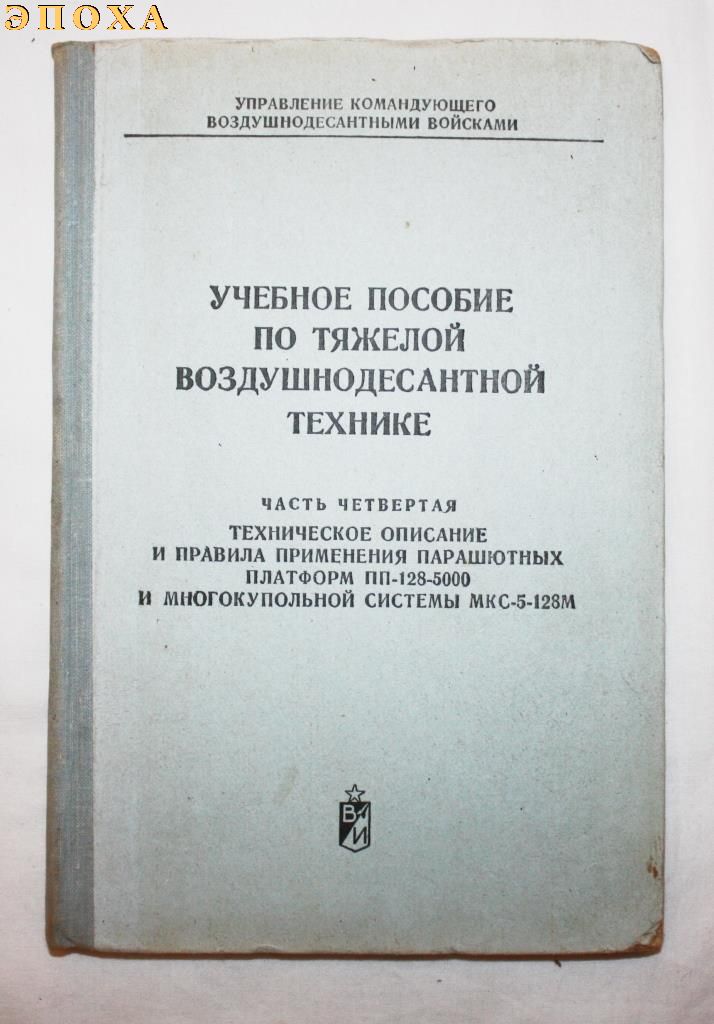 ЭПОХА
УПРАВЛЕНИЕ КОМАНДУЮЩЕГО
ВОЗДУШНОДЕСАНТНЫМИ ВОЙСКАМИ
УЧЕБНОЕ ПОСОБИЕ
ПО ТЯЖЕЛОЙ
ВОЗДУШНОДЕСАНТНОЙ
ТЕХНИКЕ
ЧАСТЬ ЧЕТВЕРТАЯ
ТЕХНИЧЕСКОЕ ОПИСАНИЕ
И ПРАВИЛА ПРИМЕНЕНИЯ ПАРАШЮТНЫХ
ПЛАТФОРМ ПП-128-5000
И МНОГОКУПОЛЬНОЙ СИСТЕМЫ МКС-5-128М
В
И